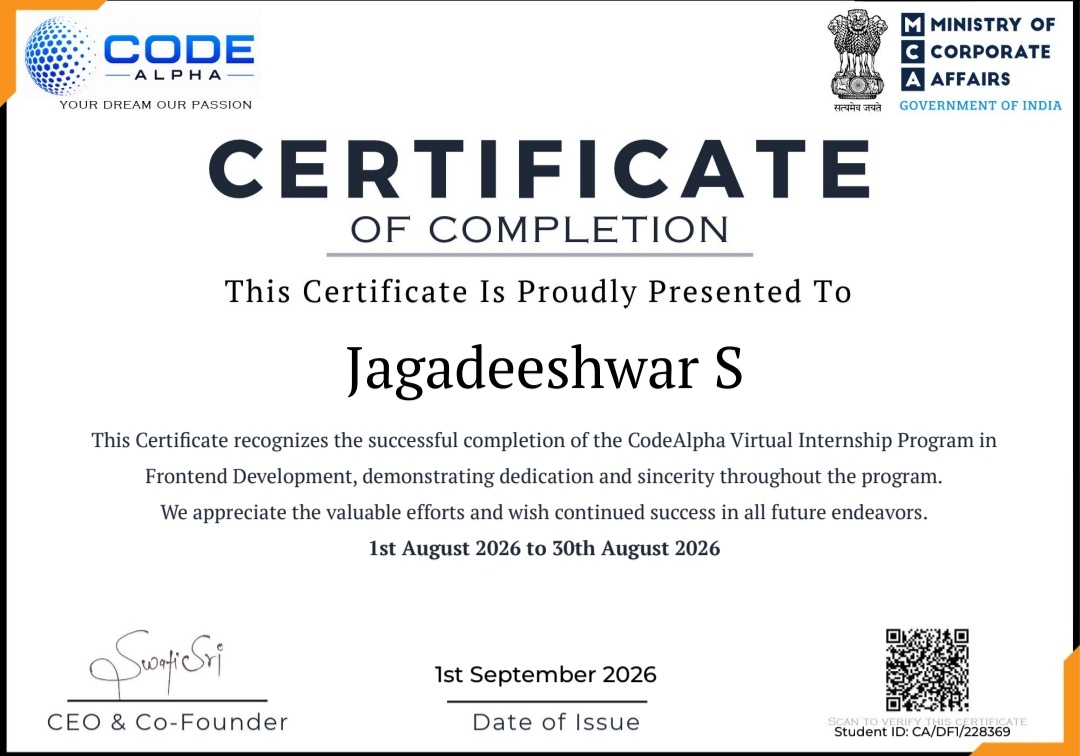 CODE
ALPHA
YOUR DREAM OUR PASSION
सत्यमेव जयते
M MINISTRY OF
C CORPORATE
A AFFAIRS
GOVERNMENT OF INDIA
CERTIFICATE
OF COMPLETION
This Certificate Is Proudly Presented To
Jagadeeshwar S
This Certificate recognizes the successful completion of the CodeAlpha Virtual Internship Program in
Frontend Development, demonstrating dedication and sincerity throughout the program.
We appreciate the valuable efforts and wish continued success in all future endeavors.
1st August 2026 to 30th August 2026
SwatiSri
CEO & Co-Founder
1st September 2026
Date of Issue
SCAN TO VERIFY THIS CERTIFICATE
Student ID: CA/DF1/228369